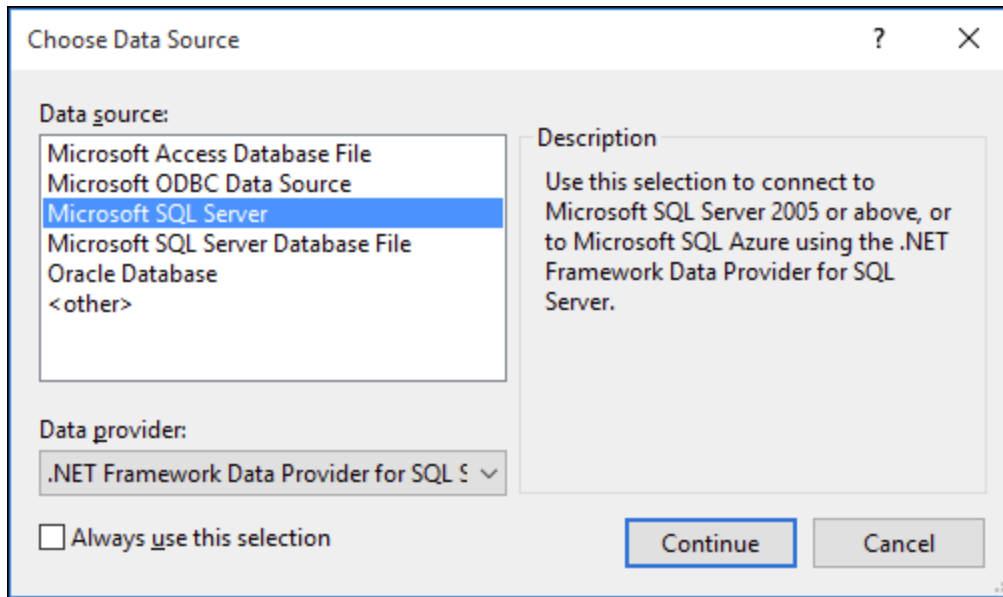 Choose Data Source
?
Data source:
Microsoft Access Database File
Microsoft ODBC Data Source
Microsoft SQL Server
Microsoft SQL Server Database File
Oracle Database
<other>
Data provider:
.NET Framework Data Provider for SQL S
Always use this selection
Description
Use this selection to connect to
Microsoft SQL Server 2005 or above, or
to Microsoft SQL Azure using the .NET
Framework Data Provider for SQL
Server.
Continue
Cancel